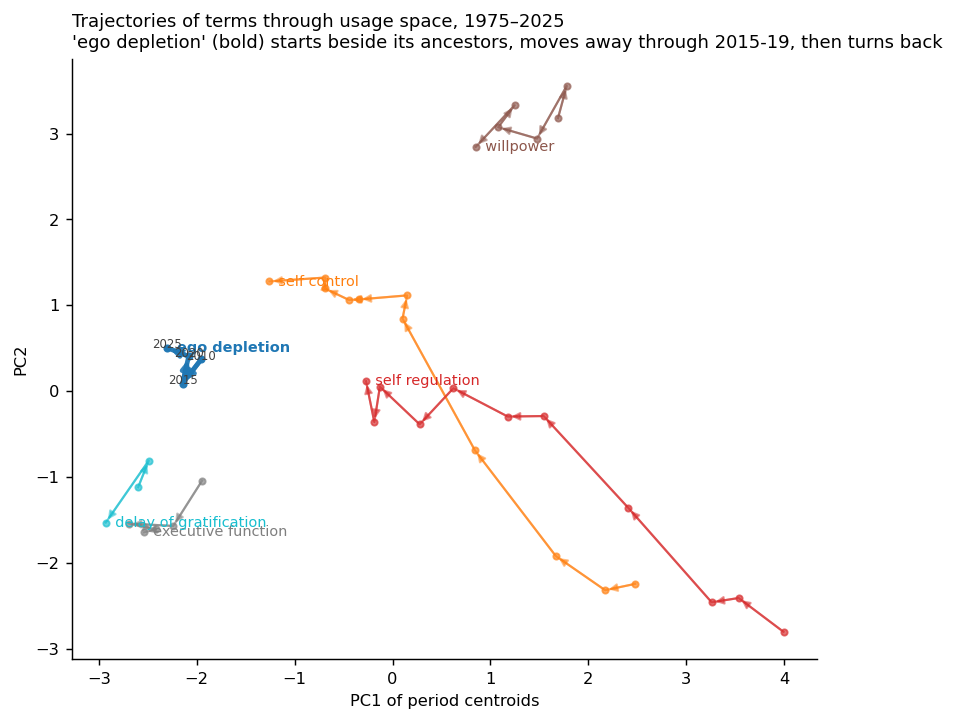 Trajectories of terms through usage space, 1975–2025
'ego depletion' (bold) starts beside its ancestors, moves away through 2015-19, then turns back
3
willpower
2
self control
1
2025
ego depletion
2010
2015
self regulation
0
PC2
−1
delay of gratification
executive function
−2
−3
−3 −2 −1 0 1 2 3 4
PC1 of period centroids